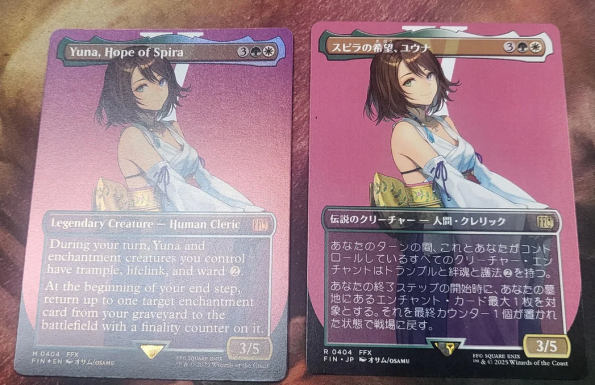 Yuna, Hope of Spira 3
Legendary Creature — Human Cleric
During your turn, Yuna and
enchantment creatures you control
have trample, lifelink, and ward 2.
At the beginning of your end step,
return up to one target enchantment
card from your graveyard to the
battlefield with a finality counter on it.
3/5
M 0404 FFX
FIN ★ EN オサム/OSAMU
©&© SQUARE ENIX
™ & © 2025 Wizards of the Coast
スピラの希望、ユウナ 3
伝説のクリーチャー — 人間・クレリック
あなたのターンの間、これとあなたがコント
ロールしているすべてのクリーチャー・エン
チャントはトランプルと絆魂と護法2を持つ。
あなたの終了ステップの開始時に、あなたの墓
地にあるエンチャント・カード最大1枚を対
象とする。それを最終カウンター1個が置かれ
た状態で戦場に戻す。
3/5
R 0404 FFX
FIN • JP オサム/OSAMU
SQUARE ENIX
™ & © 2025 Wizards of the Coast